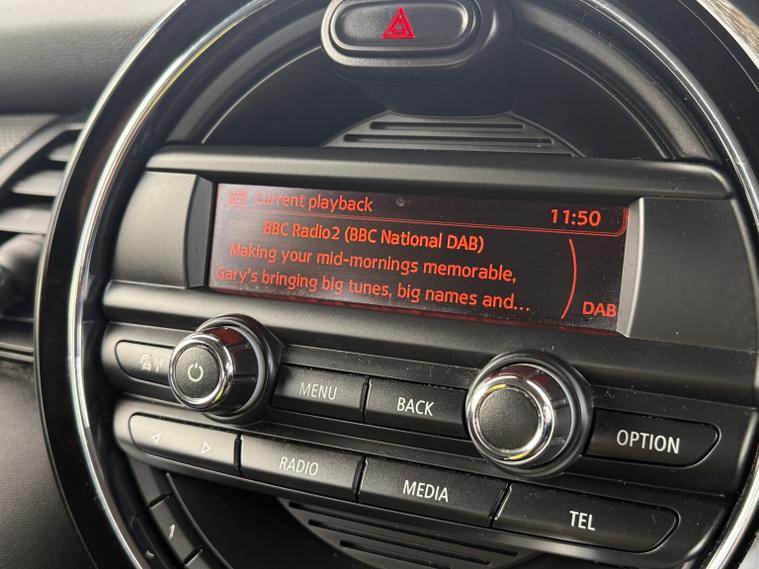 Current playback 11:50
BBC Radio2 (BBC National DAB)
Making your mid-mornings memorable,
Gary's bringing big tunes, big names and...
DAB
MENU BACK OPTION
RADIO MEDIA TEL